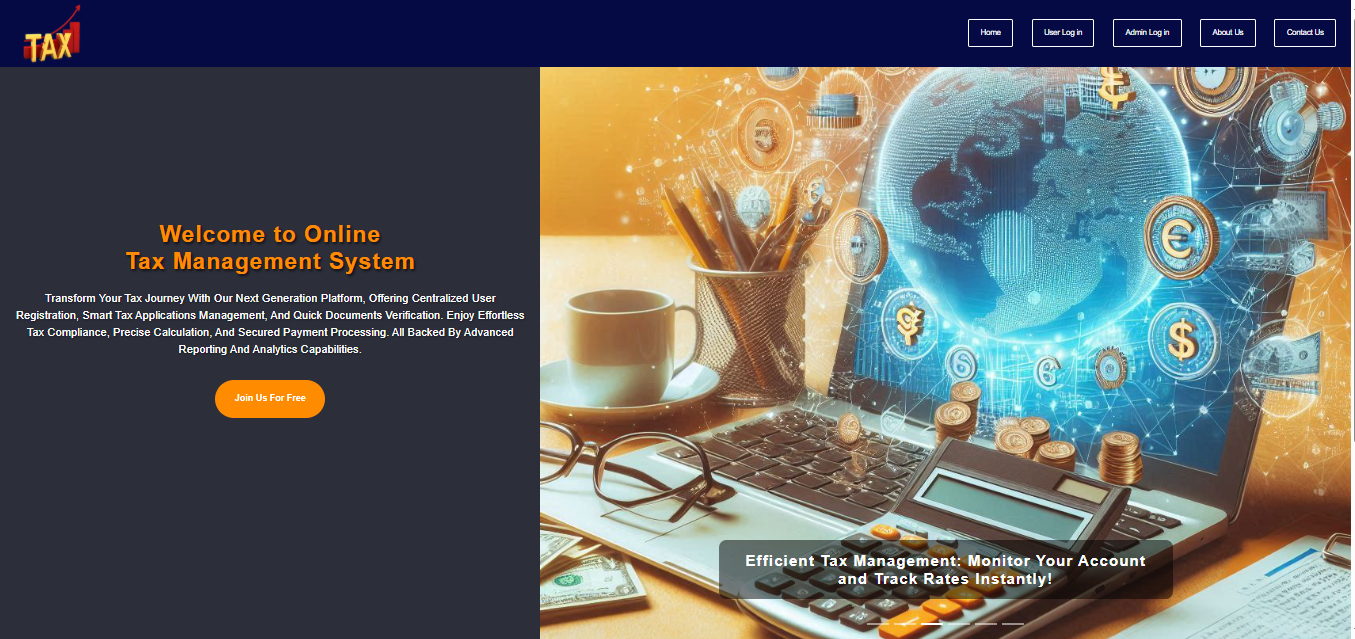 TAX
Home
User Log in
Admin Log in
About Us
Contact Us
Welcome to Online
Tax Management System
Transform Your Tax Journey With Our Next Generation Platform, Offering Centralized User
Registration, Smart Tax Applications Management, And Quick Documents Verification. Enjoy Effortless
Tax Compliance, Precise Calculation, And Secured Payment Processing. All Backed By Advanced
Reporting And Analytics Capabilities.
Join Us For Free
€
$
Efficient Tax Management: Monitor Your Account
and Track Rates Instantly!